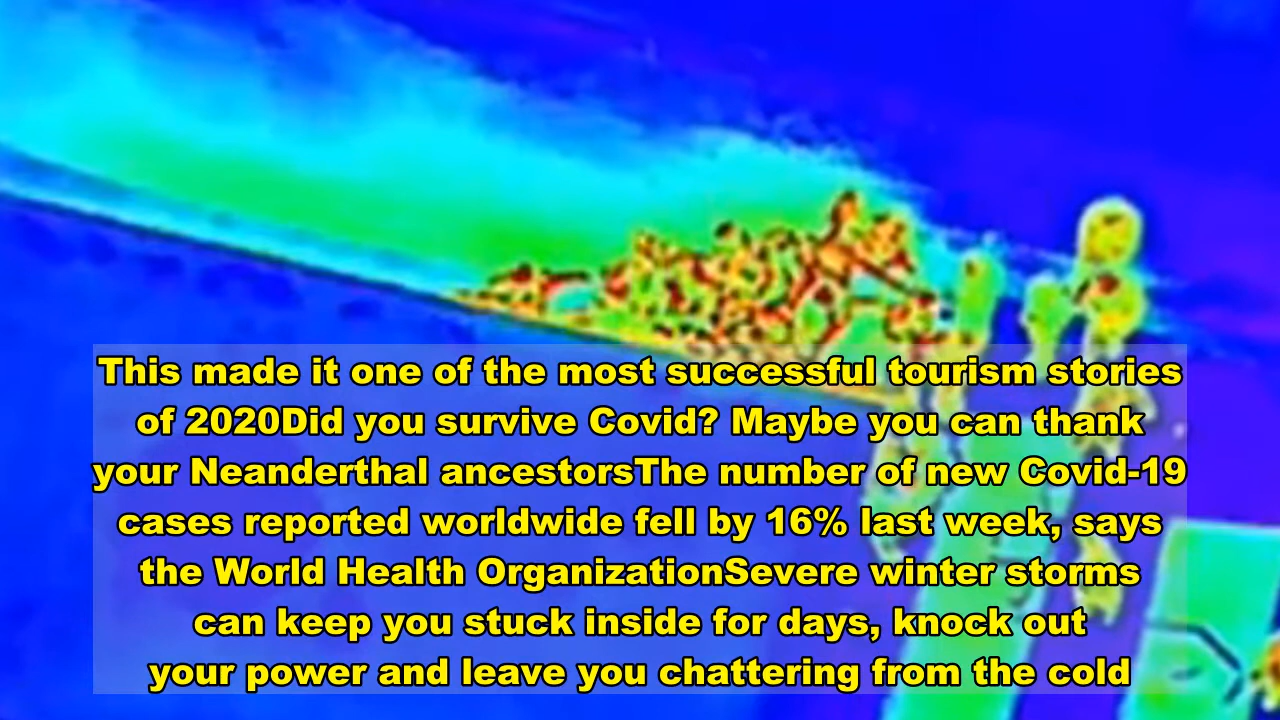 This made it one of the most successful tourism stories
of 2020Did you survive Covid? Maybe you can thank
your Neanderthal ancestorsThe number of new Covid-19
cases reported worldwide fell by 16% last week, says
the World Health OrganizationSevere winter storms
can keep you stuck inside for days, knock out
your power and leave you chattering from the cold